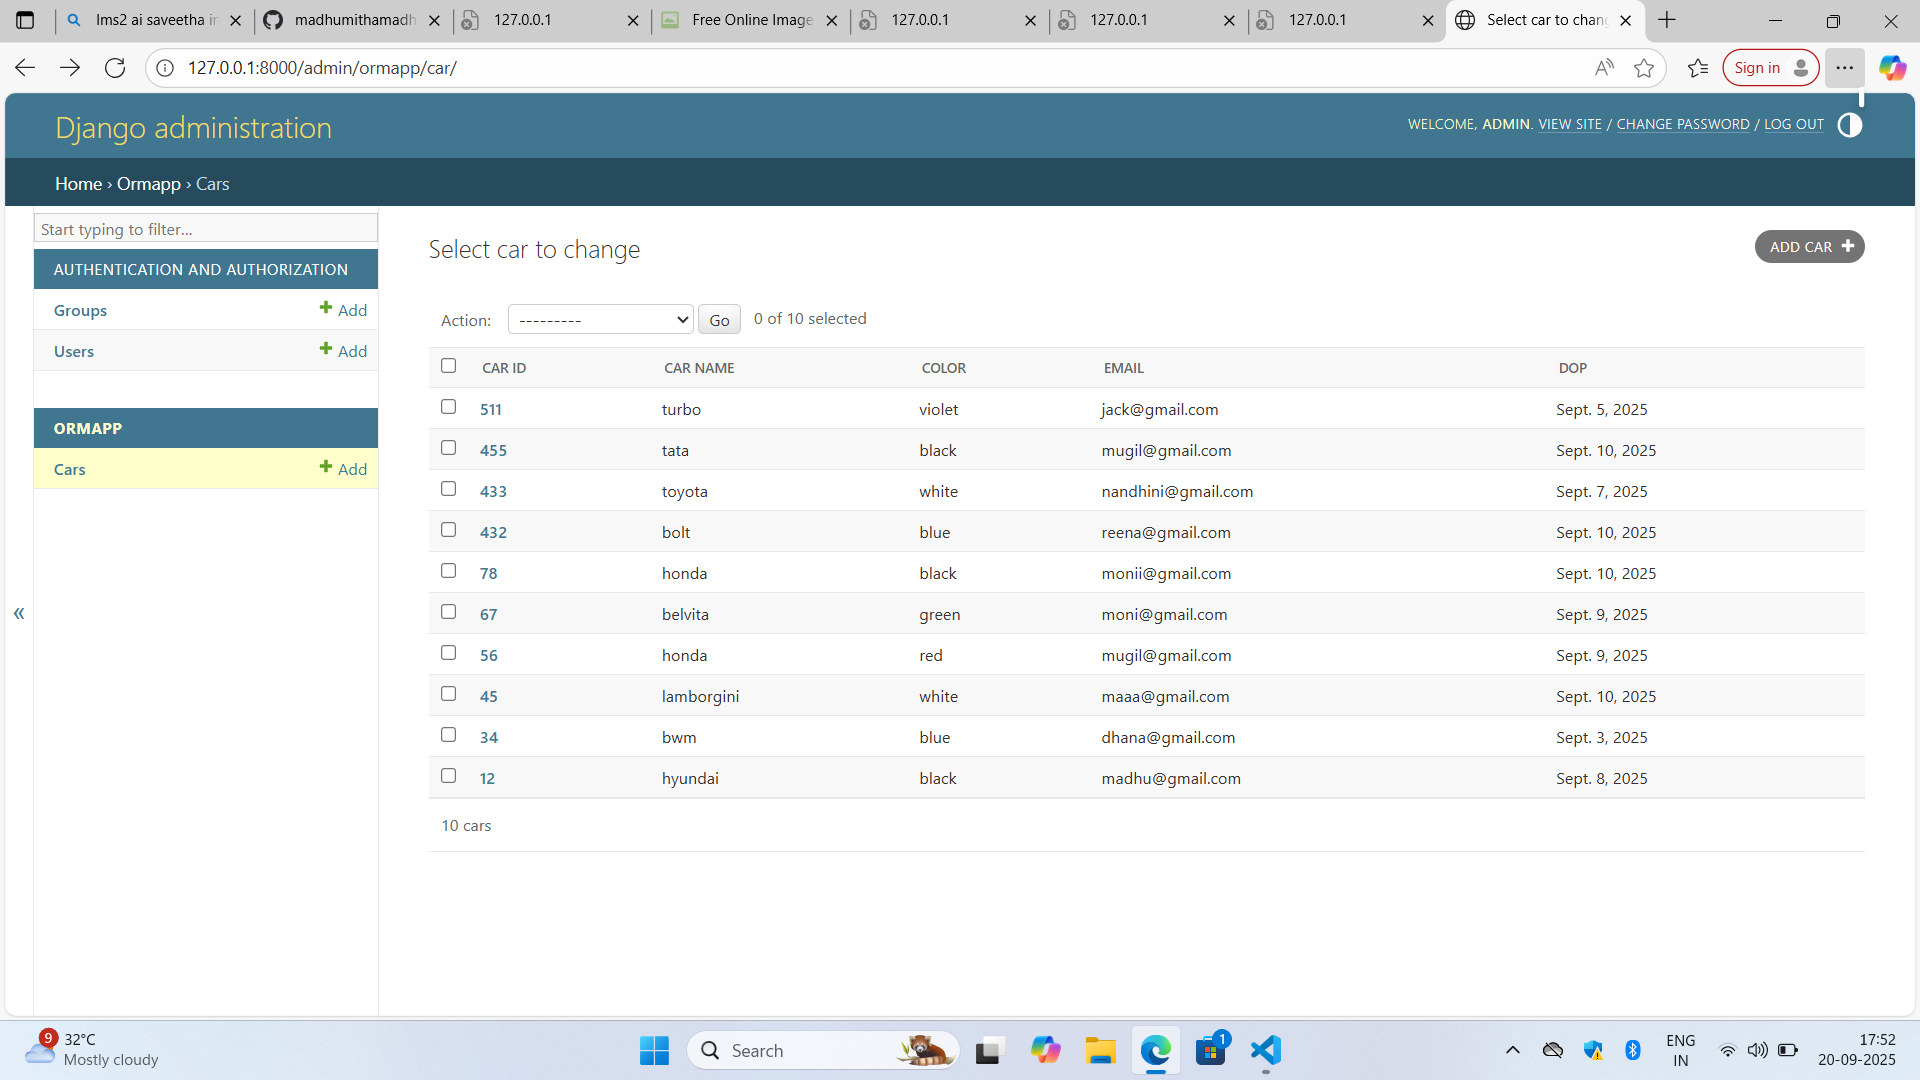 lms2 ai saveetha in
madhumithamadh
127.0.0.1
Free Online Image
127.0.0.1
127.0.0.1
127.0.0.1
Select car to chang
127.0.0.1:8000/admin/ormapp/car/
Sign in
Django administration
WELCOME, ADMIN. VIEW SITE / CHANGE PASSWORD / LOG OUT
Home › Ormapp › Cars
Start typing to filter...
AUTHENTICATION AND AUTHORIZATION
Groups Add
Users Add
ORMAPP
Cars Add
Select car to change
ADD CAR
Action: --------- Go 0 of 10 selected
CAR ID CAR NAME COLOR EMAIL DOP
511 turbo violet jack@gmail.com Sept. 5, 2025
455 tata black mugil@gmail.com Sept. 10, 2025
433 toyota white nandhini@gmail.com Sept. 7, 2025
432 bolt blue reena@gmail.com Sept. 10, 2025
78 honda black monii@gmail.com Sept. 10, 2025
67 belvita green moni@gmail.com Sept. 9, 2025
56 honda red mugil@gmail.com Sept. 9, 2025
45 lamborgini white maaa@gmail.com Sept. 10, 2025
34 bwm blue dhana@gmail.com Sept. 3, 2025
12 hyundai black madhu@gmail.com Sept. 8, 2025
10 cars
«
9
32°C
Mostly cloudy
Search
1
ENG
IN
17:52
20-09-2025